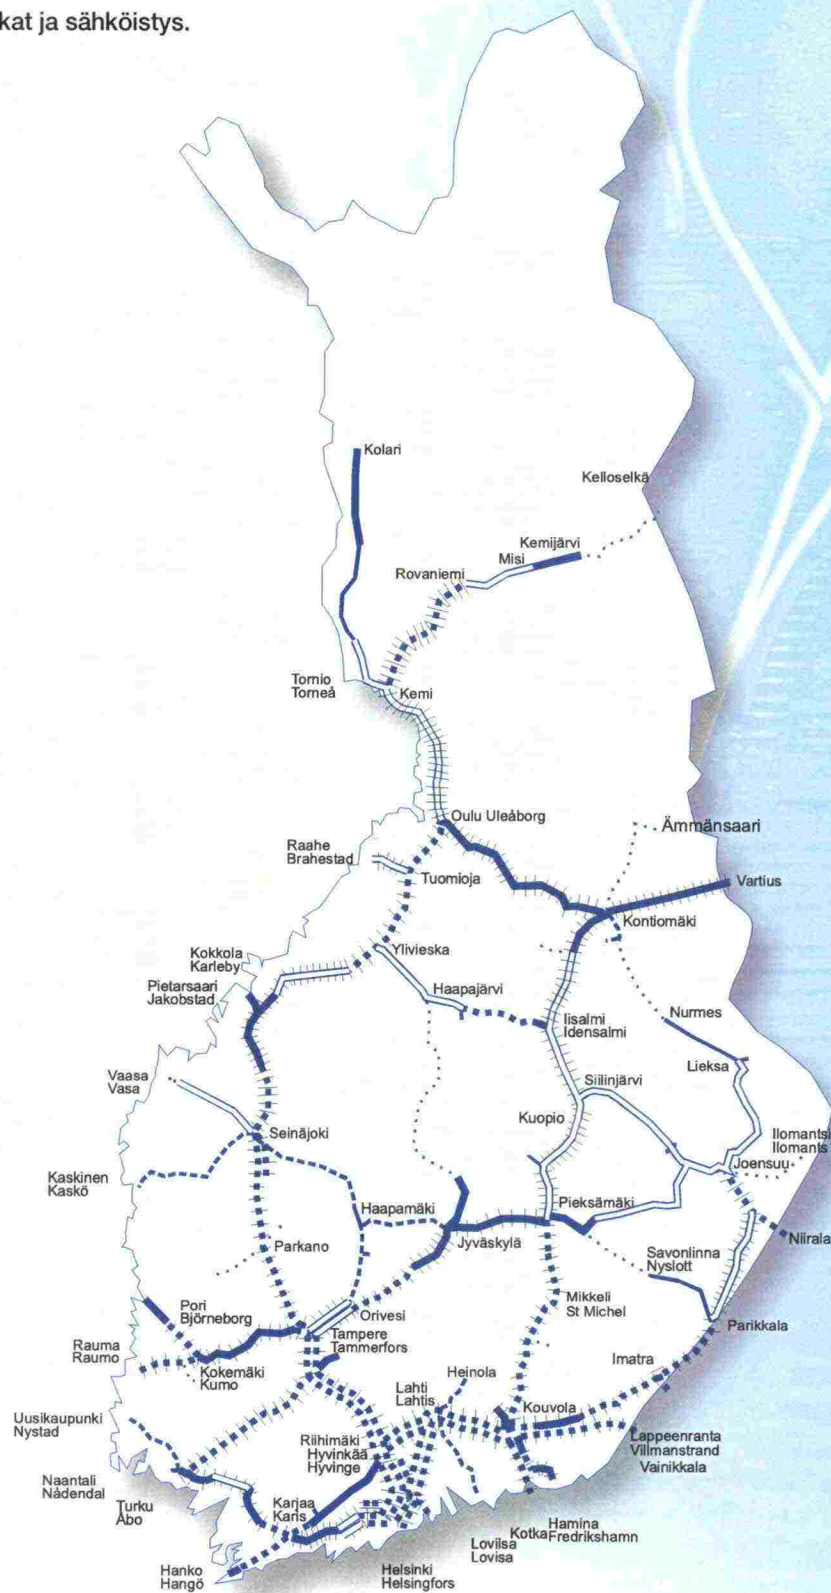 kat ja sähköistys.
Kolari
Kelloselkä
Kemijärvi
Misi
Rovaniemi
Tornio
Torneå
Kemi
Oulu Uleåborg
Ämmänsaari
Raahe
Brahestad
Tuomioja
Vartius
Kontiomäki
Ylivieska
Kokkola
Karleby
Pietarsaari
Jakobstad
Haapajärvi
Iisalmi
Idensalmi
Nurmes
Lieksa
Vaasa
Vasa
Siilinjärvi
Kuopio
Seinäjoki
Ilomantsi
Ilomants
Joensuu
Kaskinen
Kaskö
Haapamäki
Pieksämäki
Jyväskylä
Niirala
Parkano
Savonlinna
Nyslott
Mikkeli
St Michel
Pori
Björneborg
Orivesi
Parikkala
Tampere
Tammerfors
Rauma
Raumo
Kokemäki
Kumo
Imatra
Heinola
Lahti
Lahtis
Kouvola
Uusikaupunki
Nystad
Riihimäki
Hyvinkää
Hyvinge
Lappeenranta
Villmanstrand
Vainikkala
Naantali
Nådendal
Turku
Åbo
Karjaa
Karis
Hamina
Fredrikshamn
Kotka
Loviisa
Lovisa
Hanko
Hangö
Helsinki
Helsingfors